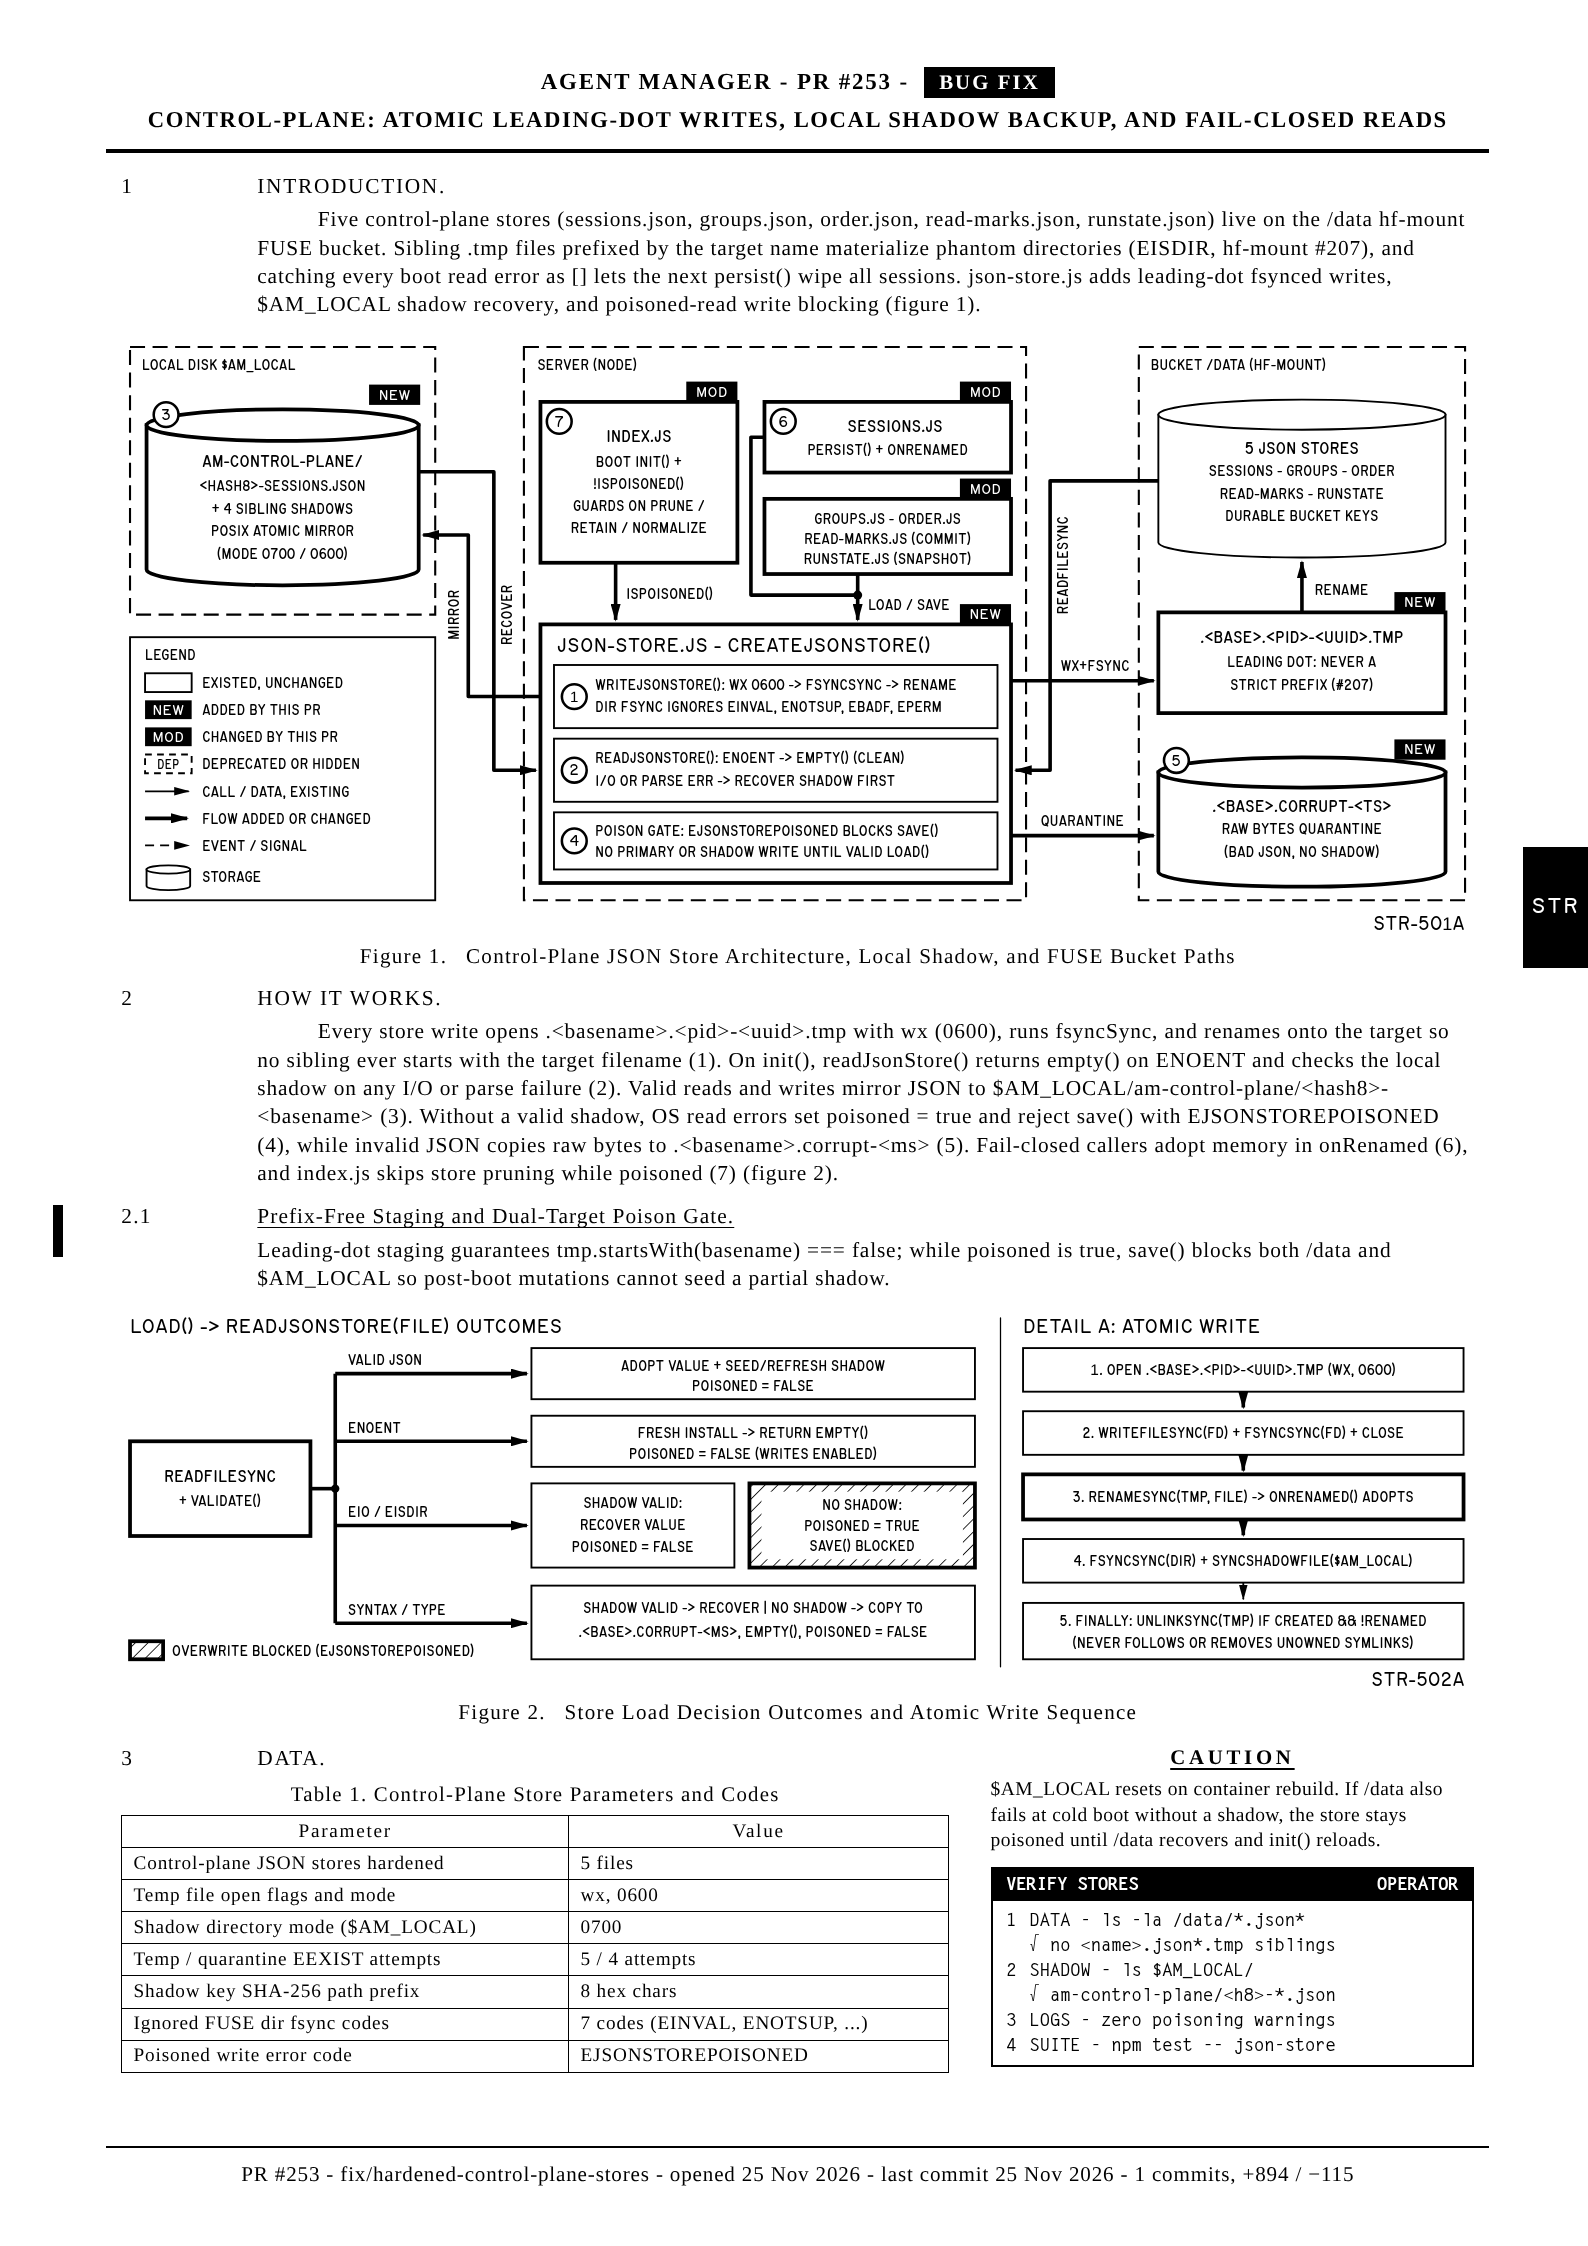 AGENT MANAGER - PR #253 - BUG FIX
CONTROL-PLANE: ATOMIC LEADING-DOT WRITES, LOCAL SHADOW BACKUP, AND FAIL-CLOSED READS
1 INTRODUCTION.
Five control-plane stores (sessions.json, groups.json, order.json, read-marks.json, runstate.json) live on the /data hf-mount
FUSE bucket. Sibling .tmp files prefixed by the target name materialize phantom directories (EISDIR, hf-mount #207), and
catching every boot read error as [] lets the next persist() wipe all sessions. json-store.js adds leading-dot fsynced writes,
$AM_LOCAL shadow recovery, and poisoned-read write blocking (figure 1).
LOCAL DISK $AM_LOCAL
NEW
3
AM-CONTROL-PLANE/
<HASH8>-SESSIONS.JSON
+ 4 SIBLING SHADOWS
POSIX ATOMIC MIRROR
(MODE 0700 / 0600)
MIRROR
RECOVER
LEGEND
EXISTED, UNCHANGED
NEW ADDED BY THIS PR
MOD CHANGED BY THIS PR
DEP DEPRECATED OR HIDDEN
CALL / DATA, EXISTING
FLOW ADDED OR CHANGED
EVENT / SIGNAL
STORAGE
SERVER (NODE)
MOD
7
INDEX.JS
BOOT INIT() +
!ISPOISONED()
GUARDS ON PRUNE /
RETAIN / NORMALIZE
ISPOISONED()
MOD
6
SESSIONS.JS
PERSIST() + ONRENAMED
MOD
GROUPS.JS - ORDER.JS
READ-MARKS.JS (COMMIT)
RUNSTATE.JS (SNAPSHOT)
LOAD / SAVE
NEW
JSON-STORE.JS - CREATEJSONSTORE()
1
WRITEJSONSTORE(): WX 0600 -> FSYNCSYNC -> RENAME
DIR FSYNC IGNORES EINVAL, ENOTSUP, EBADF, EPERM
2
READJSONSTORE(): ENOENT -> EMPTY() (CLEAN)
I/O OR PARSE ERR -> RECOVER SHADOW FIRST
4
POISON GATE: EJSONSTOREPOISONED BLOCKS SAVE()
NO PRIMARY OR SHADOW WRITE UNTIL VALID LOAD()
READFILESYNC
WX+FSYNC
QUARANTINE
BUCKET /DATA (HF-MOUNT)
5 JSON STORES
SESSIONS - GROUPS - ORDER
READ-MARKS - RUNSTATE
DURABLE BUCKET KEYS
RENAME
NEW
.<BASE>.<PID>-<UUID>.TMP
LEADING DOT: NEVER A
STRICT PREFIX (#207)
NEW
5
.<BASE>.CORRUPT-<TS>
RAW BYTES QUARANTINE
(BAD JSON, NO SHADOW)
STR-501A
STR
Figure 1. Control-Plane JSON Store Architecture, Local Shadow, and FUSE Bucket Paths
2 HOW IT WORKS.
Every store write opens .<basename>.<pid>-<uuid>.tmp with wx (0600), runs fsyncSync, and renames onto the target so
no sibling ever starts with the target filename (1). On init(), readJsonStore() returns empty() on ENOENT and checks the local
shadow on any I/O or parse failure (2). Valid reads and writes mirror JSON to $AM_LOCAL/am-control-plane/<hash8>-
<basename> (3). Without a valid shadow, OS read errors set poisoned = true and reject save() with EJSONSTOREPOISONED
(4), while invalid JSON copies raw bytes to .<basename>.corrupt-<ms> (5). Fail-closed callers adopt memory in onRenamed (6),
and index.js skips store pruning while poisoned (7) (figure 2).
2.1 Prefix-Free Staging and Dual-Target Poison Gate.
Leading-dot staging guarantees tmp.startsWith(basename) === false; while poisoned is true, save() blocks both /data and
$AM_LOCAL so post-boot mutations cannot seed a partial shadow.
LOAD() -> READJSONSTORE(FILE) OUTCOMES
READFILESYNC
+ VALIDATE()
VALID JSON
ADOPT VALUE + SEED/REFRESH SHADOW
POISONED = FALSE
ENOENT
FRESH INSTALL -> RETURN EMPTY()
POISONED = FALSE (WRITES ENABLED)
EIO / EISDIR
SHADOW VALID:
RECOVER VALUE
POISONED = FALSE
NO SHADOW:
POISONED = TRUE
SAVE() BLOCKED
SYNTAX / TYPE
SHADOW VALID -> RECOVER | NO SHADOW -> COPY TO
.<BASE>.CORRUPT-<MS>, EMPTY(), POISONED = FALSE
OVERWRITE BLOCKED (EJSONSTOREPOISONED)
DETAIL A: ATOMIC WRITE
1. OPEN .<BASE>.<PID>-<UUID>.TMP (WX, 0600)
2. WRITEFILESYNC(FD) + FSYNCSYNC(FD) + CLOSE
3. RENAMESYNC(TMP, FILE) -> ONRENAMED() ADOPTS
4. FSYNCSYNC(DIR) + SYNCSHADOWFILE($AM_LOCAL)
5. FINALLY: UNLINKSYNC(TMP) IF CREATED && !RENAMED
(NEVER FOLLOWS OR REMOVES UNOWNED SYMLINKS)
STR-502A
Figure 2. Store Load Decision Outcomes and Atomic Write Sequence
3 DATA.
Table 1. Control-Plane Store Parameters and Codes
Parameter Value
Control-plane JSON stores hardened 5 files
Temp file open flags and mode wx, 0600
Shadow directory mode ($AM_LOCAL) 0700
Temp / quarantine EEXIST attempts 5 / 4 attempts
Shadow key SHA-256 path prefix 8 hex chars
Ignored FUSE dir fsync codes 7 codes (EINVAL, ENOTSUP, ...)
Poisoned write error code EJSONSTOREPOISONED
CAUTION
$AM_LOCAL resets on container rebuild. If /data also
fails at cold boot without a shadow, the store stays
poisoned until /data recovers and init() reloads.
VERIFY STORES OPERATOR
1 DATA - ls -la /data/*.json*
√ no <name>.json*.tmp siblings
2 SHADOW - ls $AM_LOCAL/
√ am-control-plane/<h8>-*.json
3 LOGS - zero poisoning warnings
4 SUITE - npm test -- json-store
PR #253 - fix/hardened-control-plane-stores - opened 25 Nov 2026 - last commit 25 Nov 2026 - 1 commits, +894 / −115